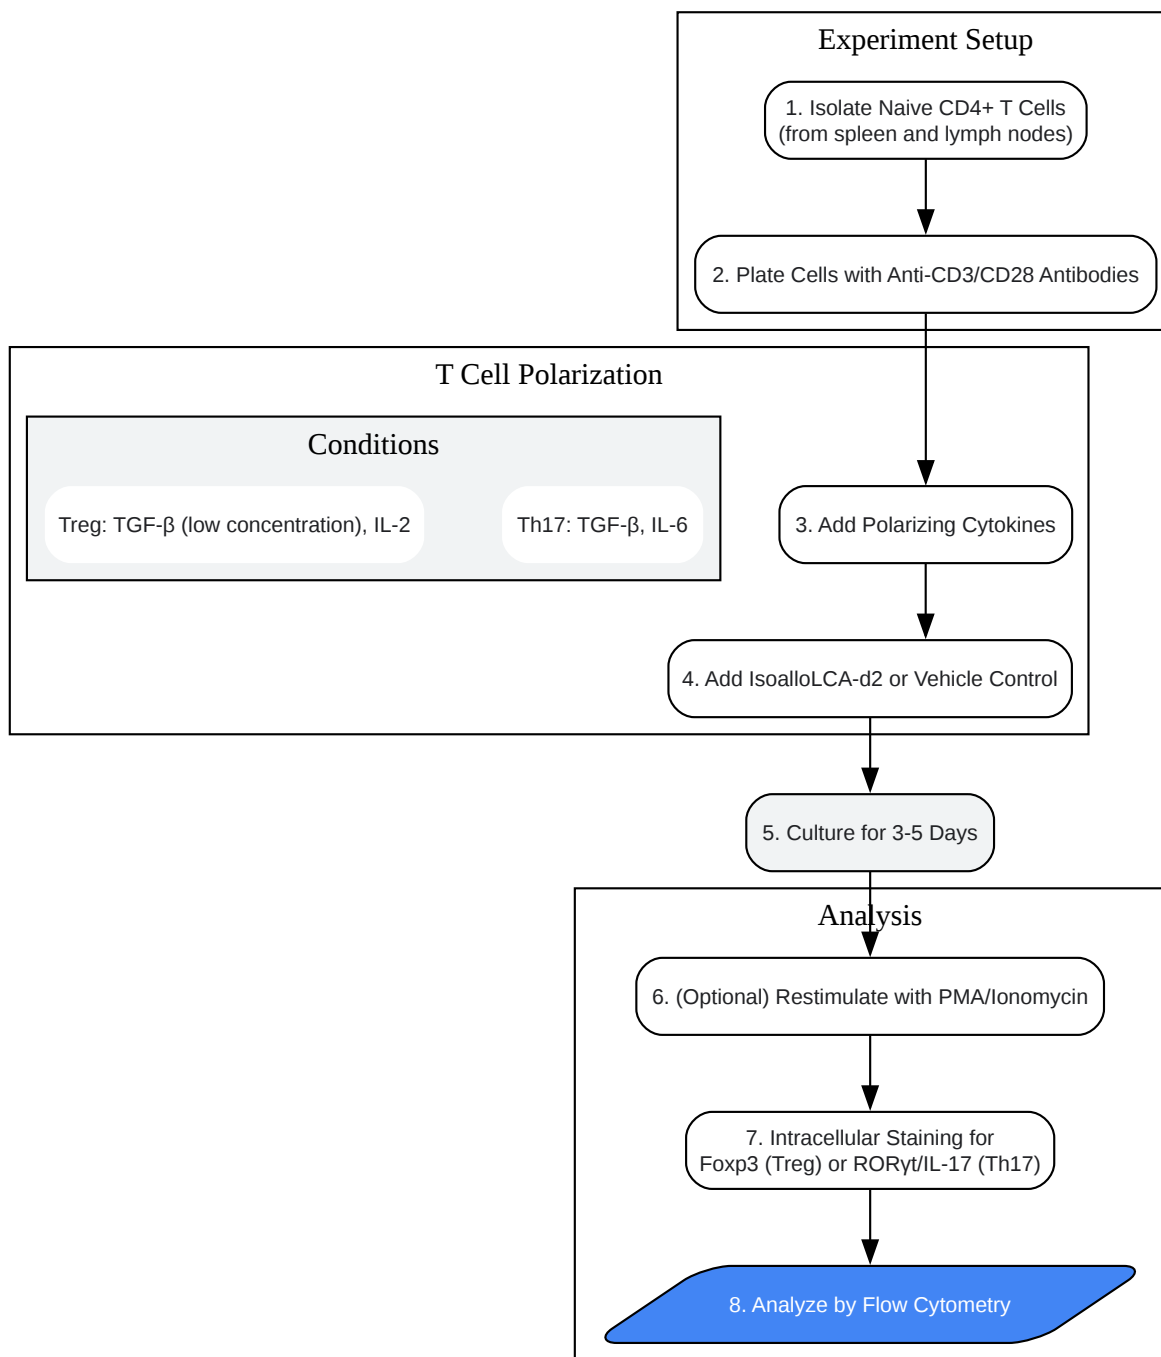 Experiment Setup
1. Isolate Naive CD4+ T Cells
(from spleen and lymph nodes)
2. Plate Cells with Anti-CD3/CD28 Antibodies
T Cell Polarization
Conditions
Treg: TGF-β (low concentration), IL-2
Th17: TGF-β, IL-6
3. Add Polarizing Cytokines
4. Add IsoalloLCA-d2 or Vehicle Control
5. Culture for 3-5 Days
Analysis
6. (Optional) Restimulate with PMA/Ionomycin
7. Intracellular Staining for
Foxp3 (Treg) or RORγt/IL-17 (Th17)
8. Analyze by Flow Cytometry